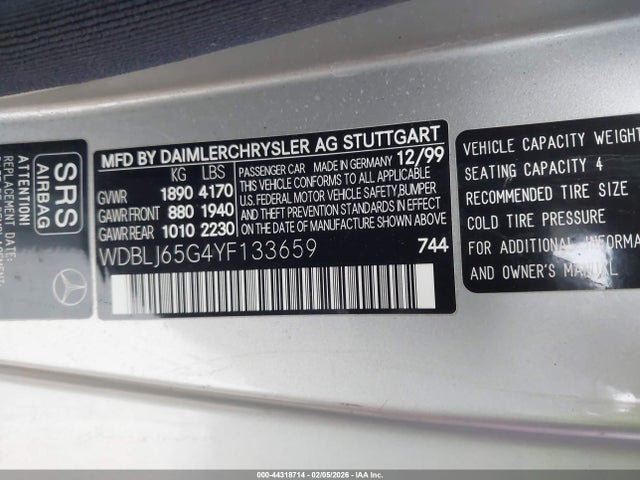 ATTENTION!
REPLACEMENT
DATE
SRS
AIRBAG
MFD BY DAIMLERCHRYSLER AG STUTTGART
KG LBS
GVWR 1890 4170
GAWR FRONT 880 1940
GAWR REAR 1010 2230
PASSENGER CAR MADE IN GERMANY 12/99
THIS VEHICLE CONFORMS TO ALL APPLICABLE
U.S. FEDERAL MOTOR VEHICLE SAFETY,BUMPER
AND THEFT PREVENTION STANDARDS IN EFFECT
ON THE DATE OF MANUFACTURE SHOWN ABOVE.
WDBLJ65G4YF133659 744
VEHICLE CAPACITY WEIGHT
SEATING CAPACITY 4
RECOMMENDED TIRE SIZE
COLD TIRE PRESSURE
FOR ADDITIONAL INFORMA
AND OWNER'S MANUAL
000-44318714 - 02/05/2026 - IAA Inc.